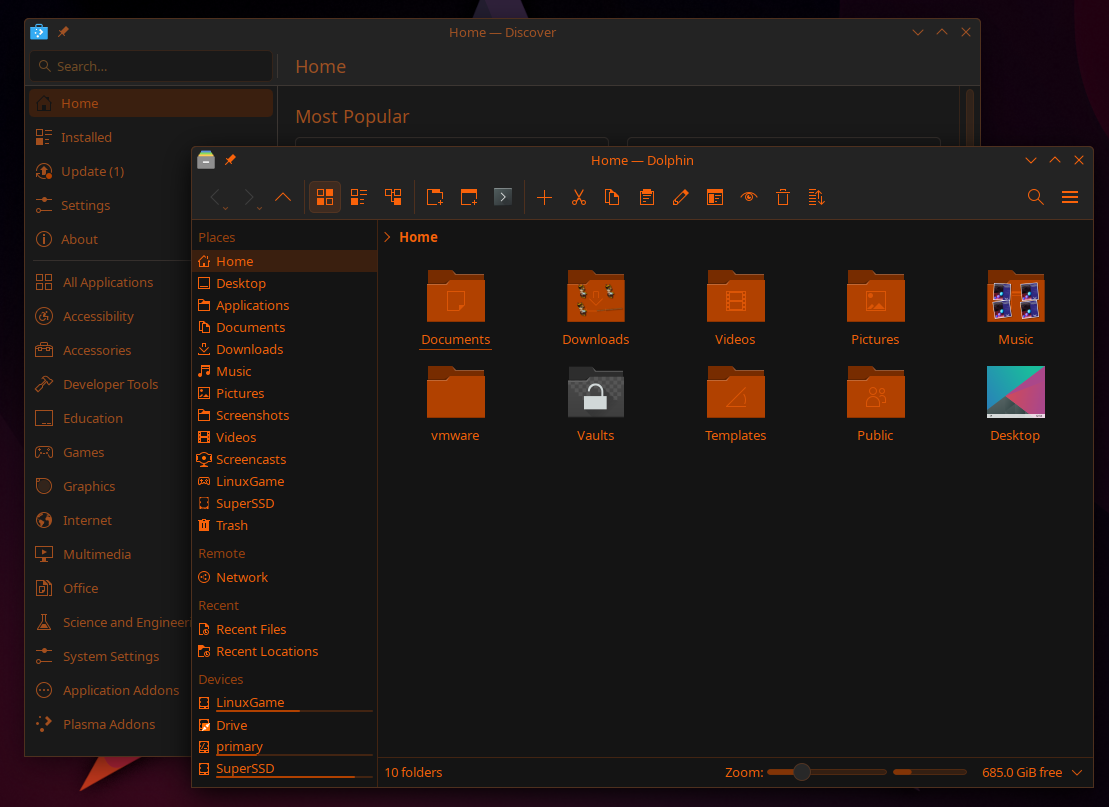 Home — Discover
Search...
Home
Home
Most Popular
Installed
Update (1)
Settings
About
All Applications
Accessibility
Accessories
Developer Tools
Education
Games
Graphics
Internet
Multimedia
Office
Science and Engineeri
System Settings
Application Addons
Plasma Addons
Home — Dolphin
Places
Home
Desktop
Applications
Documents
Downloads
Music
Pictures
Screenshots
Videos
Screencasts
LinuxGame
SuperSSD
Trash
Remote
Network
Recent
Recent Files
Recent Locations
Devices
LinuxGame
Drive
primary
SuperSSD
Home
Documents Downloads Videos Pictures Music
vmware Vaults Templates Public Desktop
10 folders Zoom: 685.0 GiB free